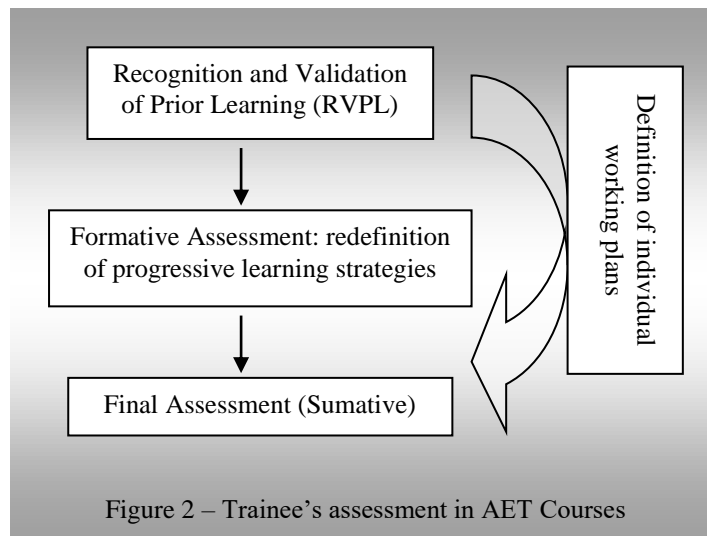 Recognition and Validation
of Prior Learning (RVPL)
Formative Assessment: redefinition
of progressive learning strategies
Final Assessment (Sumative)
Definition of individual
working plans
Figure 2 – Trainee’s assessment in AET Courses